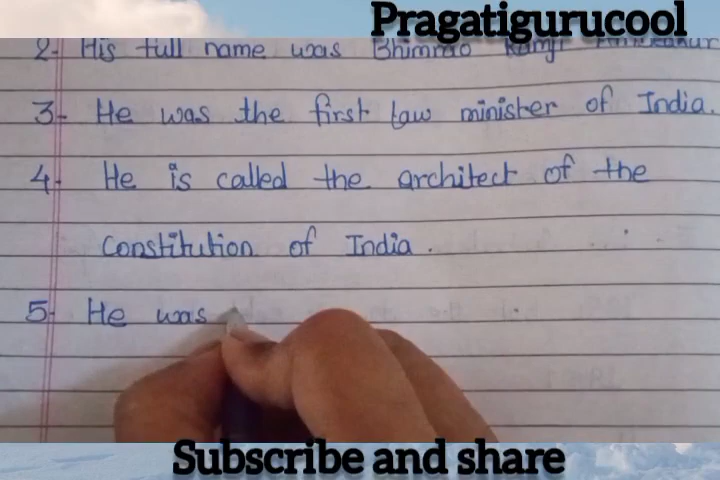 Pragatigurucool
2- His full name was Bhimrao Ramji
3- He was the first law minister of India.
4- He is called the architect of the
Constitution of India.
5- He was
Subscribe and share